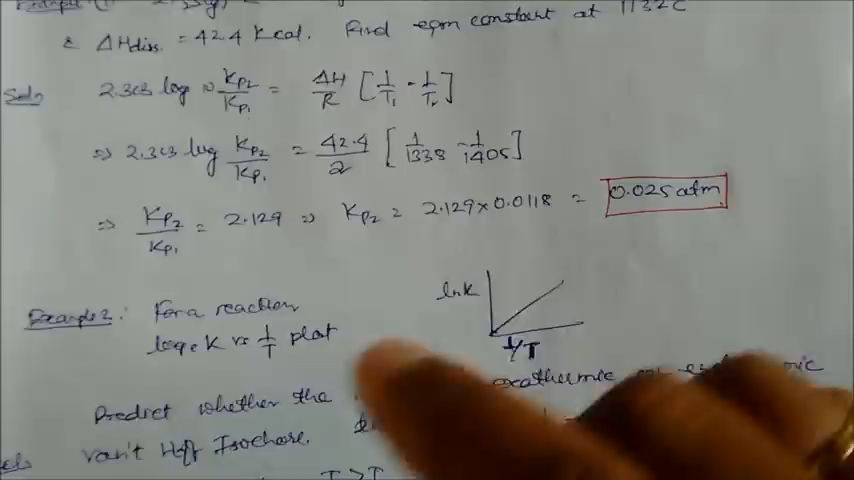 & ΔHdiss. = 42.4 Kcal. Find eqm constant at 1132°C
Soln 2.303 log Kp2/Kp1 = ΔH/R [1/T1 - 1/T2]
⇒ 2.303 log Kp2/Kp1 = 42.4/2 [1/1338 - 1/1405]
⇒ Kp2/Kp1 = 2.129 ⇒ Kp2 = 2.129 × 0.0118 = 0.025 atm
Example 2: For a reaction
lnK
loge K vs 1/T plot
1/T
Predict whether the exothermic or
van't Hoff Isochore.
T > T